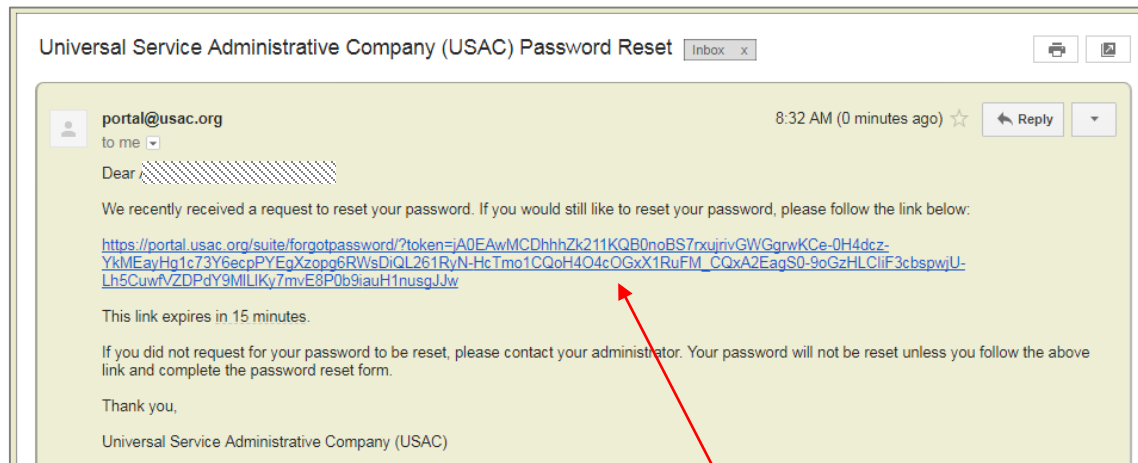 Universal Service Administrative Company (USAC) Password Reset Inbox x
portal@usac.org 8:32 AM (0 minutes ago) Reply
to me
Dear
We recently received a request to reset your password. If you would still like to reset your password, please follow the link below:
https://portal.usac.org/suite/forgotpassword/?token=jA0EAwMCDhhhZk211KQB0noBS7rxujrivGWGgrwKCe-0H4dcz-
YkMEayHg1c73Y6ecpPYEgXzopg6RWsDiQL261RyN-HcTmo1CQoH4O4cOGxX1RuFM_CQxA2EagS0-9oGzHLCIiF3cbspwjU-
Lh5CuwfVZDPdY9MlLIKy7mvE8P0b9iauH1nusgJJw
This link expires in 15 minutes.
If you did not request for your password to be reset, please contact your administrator. Your password will not be reset unless you follow the above
link and complete the password reset form.
Thank you,
Universal Service Administrative Company (USAC)